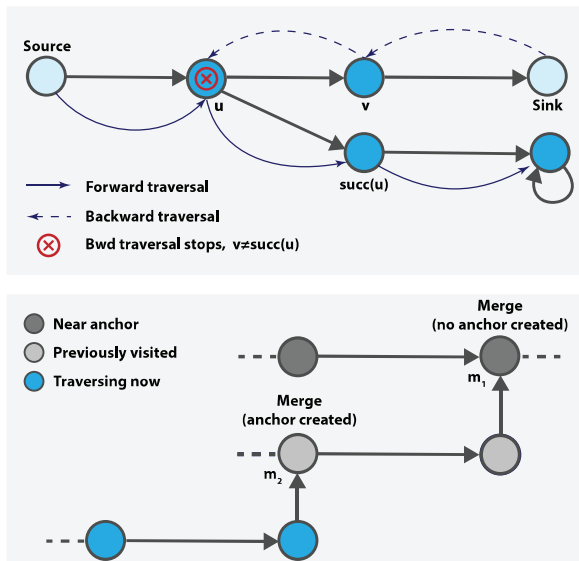 Source
u
v
Sink
succ(u)
Forward traversal
Backward traversal
Bwd traversal stops, v≠succ(u)
Near anchor
Previously visited
Traversing now
Merge
(no anchor created)
m₁
Merge
(anchor created)
m₂